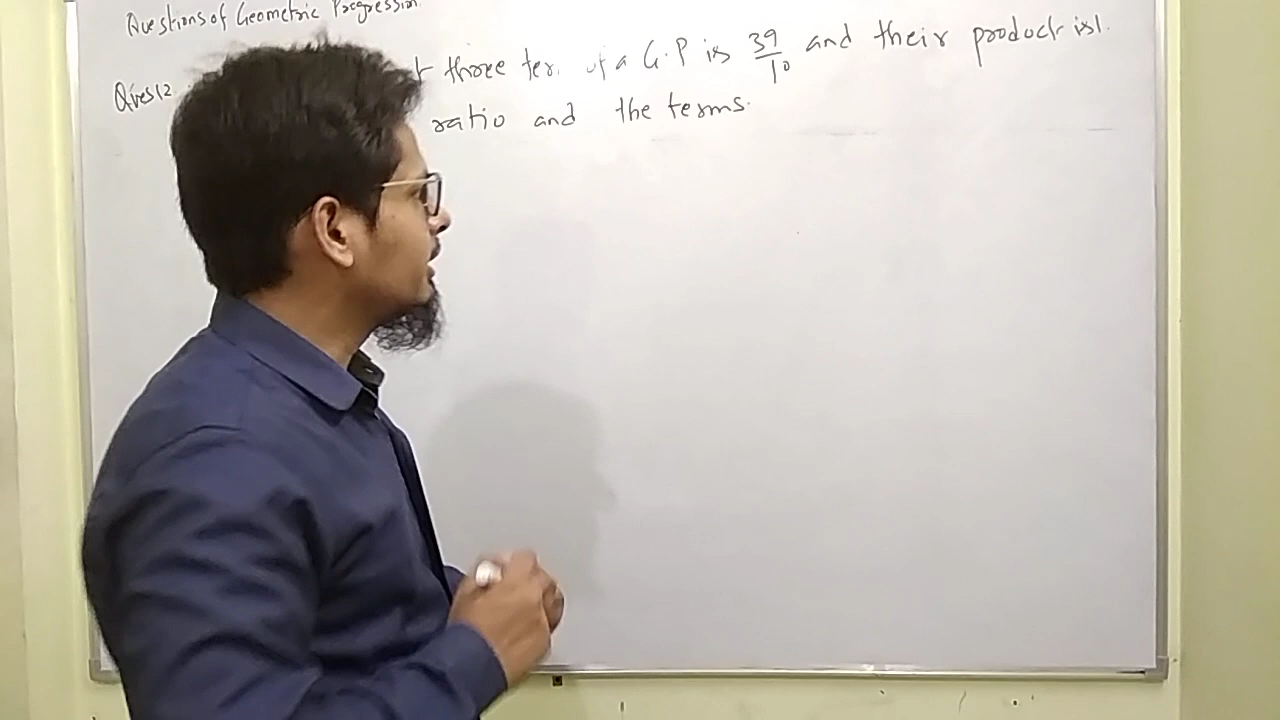 Questions of Geometric Progression.
Ques12
t three ter. of a G.P is 39/10 and their product is 1.
ratio and the terms.